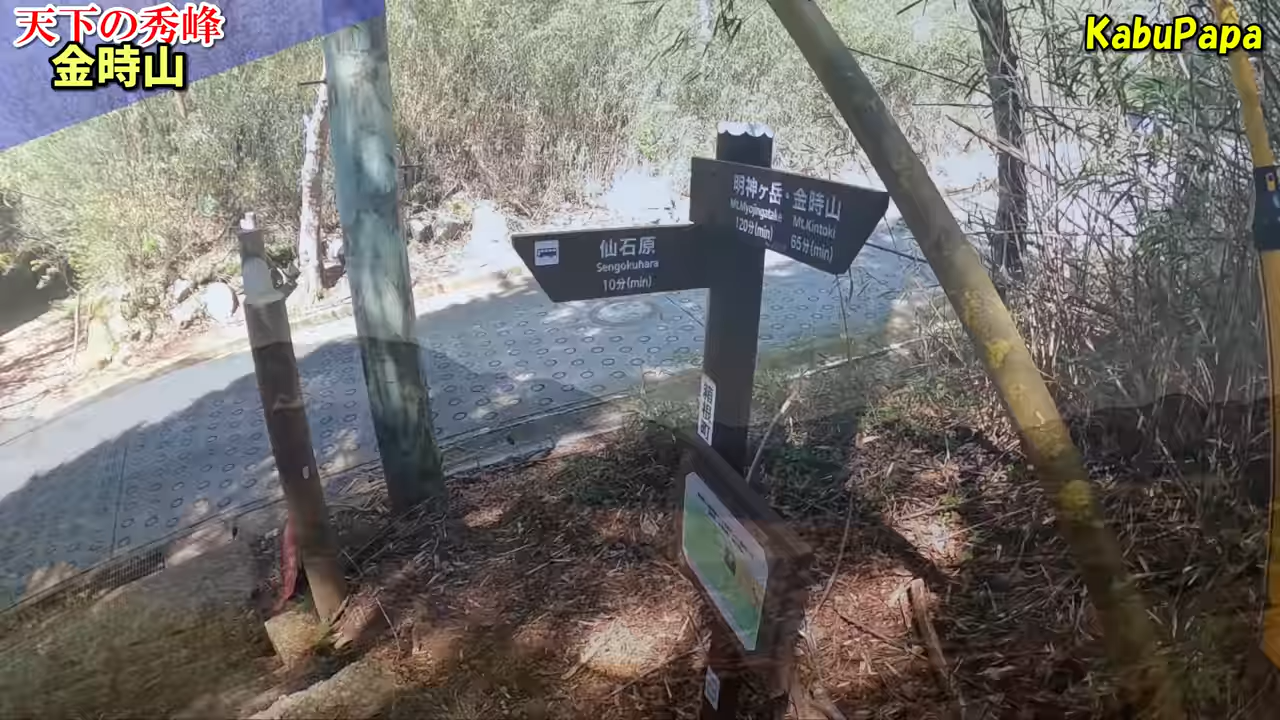 天下の秀峰
金時山
KabuPapa
明神ヶ岳・金時山
Mt.Myojingatake Mt.Kintoki
120分(min) 65分(min)
仙石原
Sengokuhara
10分(min)
箱根町